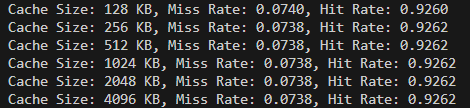 Cache Size: 128 KB, Miss Rate: 0.0740, Hit Rate: 0.9260
Cache Size: 256 KB, Miss Rate: 0.0738, Hit Rate: 0.9262
Cache Size: 512 KB, Miss Rate: 0.0738, Hit Rate: 0.9262
Cache Size: 1024 KB, Miss Rate: 0.0738, Hit Rate: 0.9262
Cache Size: 2048 KB, Miss Rate: 0.0738, Hit Rate: 0.9262
Cache Size: 4096 KB, Miss Rate: 0.0738, Hit Rate: 0.9262